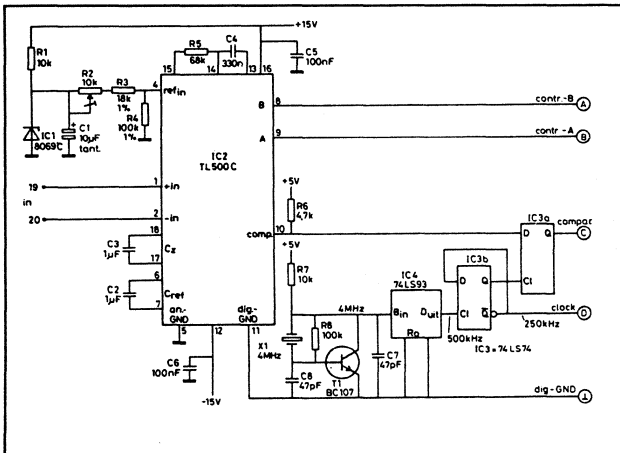 +15V
R1
10k
R2
10k
R3
18k
1%
R4
100k
1%
IC1
8069C
+
C1
10µF
tant.
R5
68k
C4
330n
C5
100nF
15
14
13
16
4
ref in
IC2
TL500C
B
8
contr.-B
A
A
9
contr-A
B
19
in
20
1
+in
2
-in
18
C3
1µF
Cz
17
6
C2
1µF
Cref
7
an.-
GND
dig.-
GND
5
12
11
C6
100nF
-15V
comp.
10
+5V
R6
4,7k
+5V
R7
10k
IC3a
D
Q
Cl
compar.
C
IC3b
D
Q
Cl
Q̅
IC4
74LS93
Bin
Duit
Ro
4MHz
X1
4MHz
R8
100k
C8
47pF
T1
BC107
C7
47pF
500kHz
IC3=74LS74
clock
D
250kHz
dig-GND
⊥